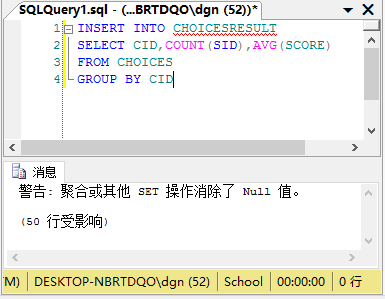 SQLQuery1.sql - (...BRTDQO\dgn (52))*
1 INSERT INTO CHOICESRESULT
2 SELECT CID,COUNT(SID),AVG(SCORE)
3 FROM CHOICES
4 GROUP BY CID
消息
警告: 聚合或其他 SET 操作消除了 Null 值。
(50 行受影响)
TM) DESKTOP-NBRTDQO\dgn (52) School 00:00:00 0 行